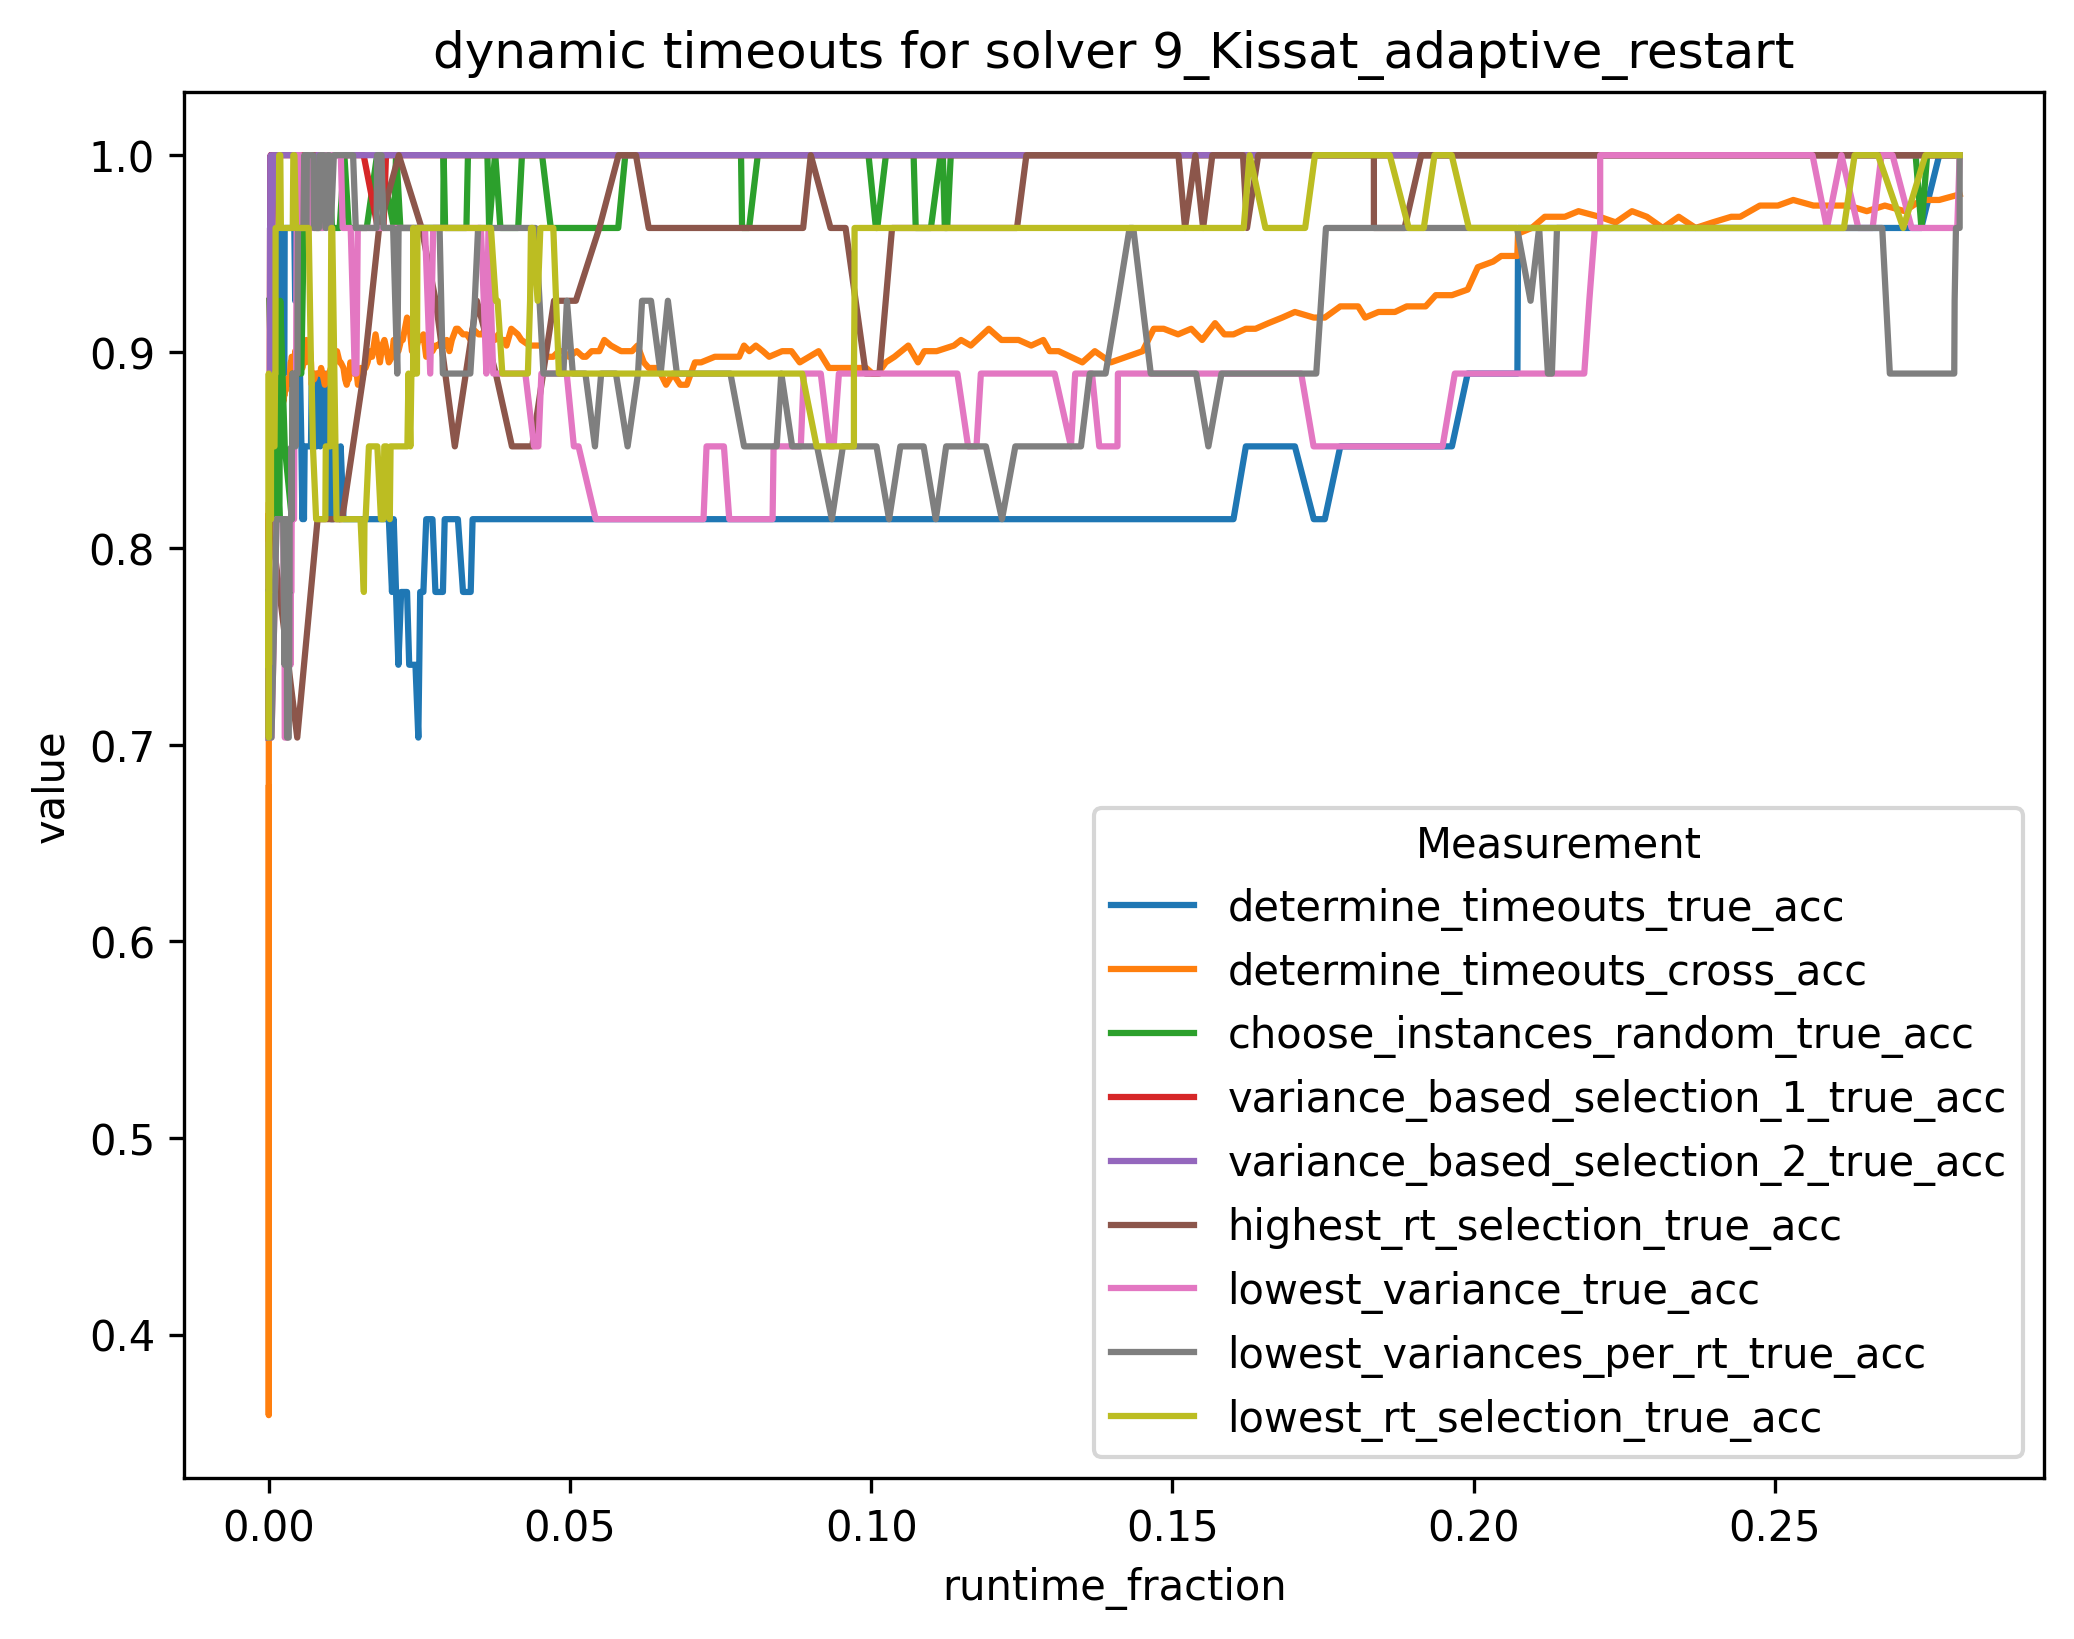 dynamic timeouts for solver 9_Kissat_adaptive_restart
1.0
0.9
0.8
0.7
0.6
0.5
0.4
value
Measurement
determine_timeouts_true_acc
determine_timeouts_cross_acc
choose_instances_random_true_acc
variance_based_selection_1_true_acc
variance_based_selection_2_true_acc
highest_rt_selection_true_acc
lowest_variance_true_acc
lowest_variances_per_rt_true_acc
lowest_rt_selection_true_acc
0.00 0.05 0.10 0.15 0.20 0.25
runtime_fraction